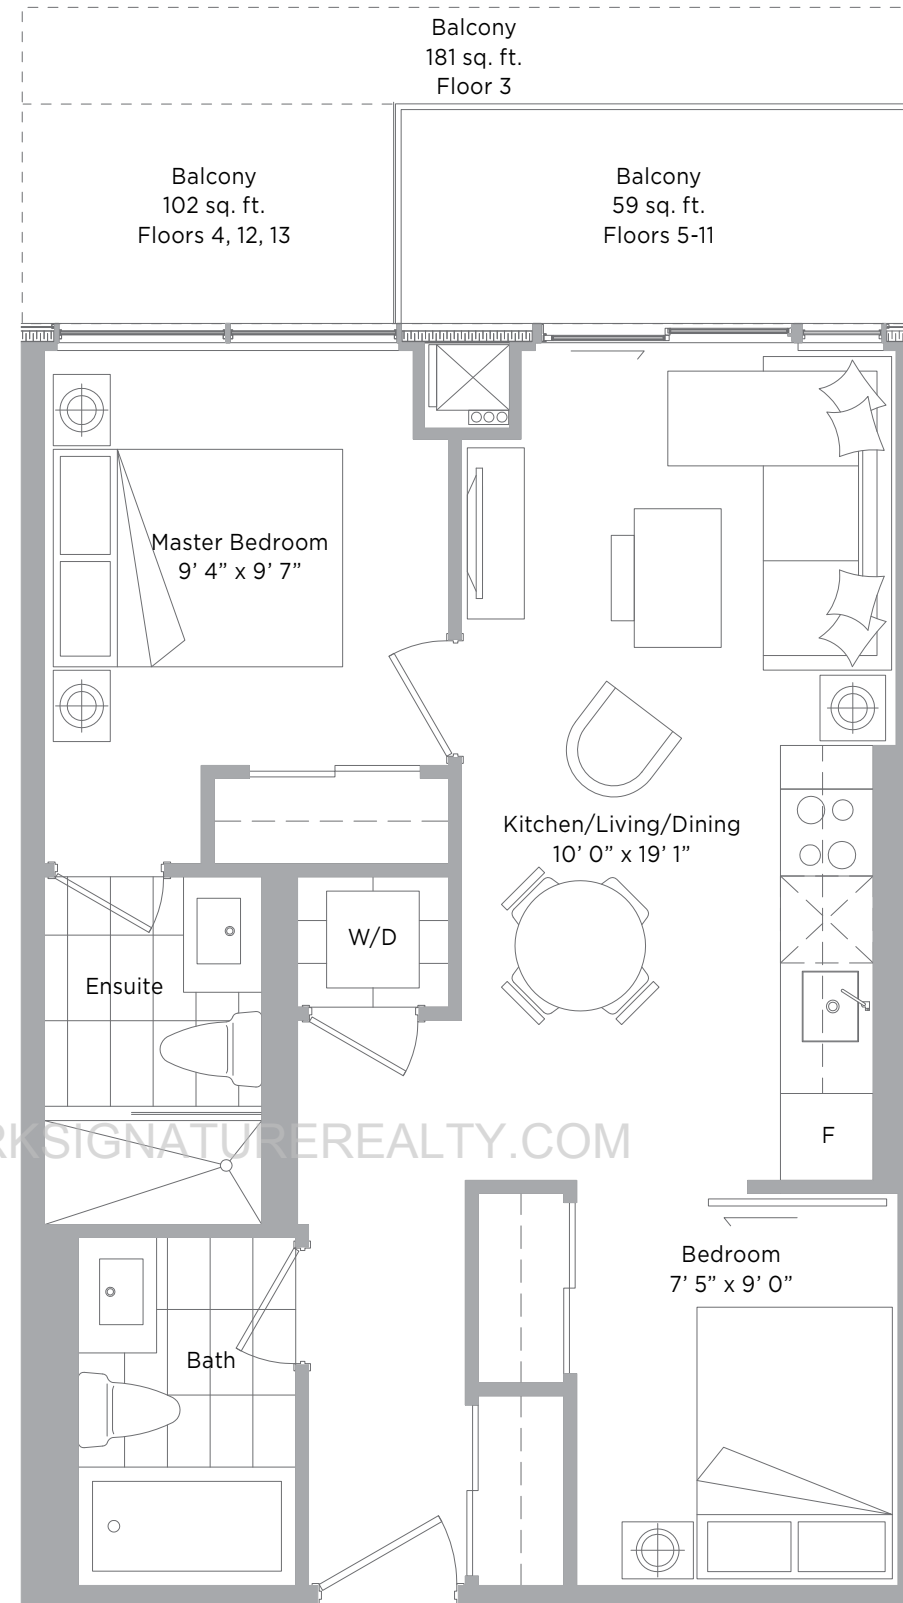 Balcony
181 sq. ft.
Floor 3
Balcony
102 sq. ft.
Floors 4, 12, 13
Balcony
59 sq. ft.
Floors 5-11
Master Bedroom
9’ 4” x 9’ 7”
Kitchen/Living/Dining
10’ 0” x 19’ 1”
W/D
Ensuite
RKSIGNATUREREALTY.COM
F
Bedroom
7’ 5” x 9’ 0”
Bath